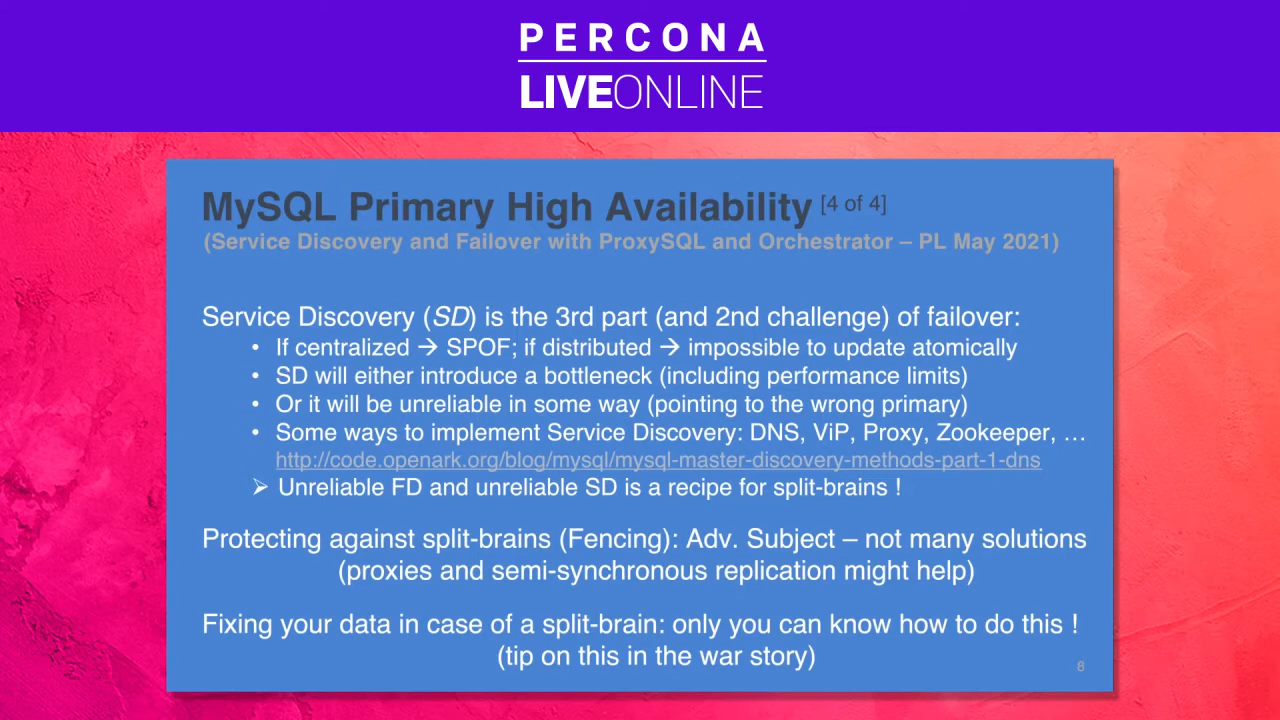 PERCONA
LIVEONLINE
MySQL Primary High Availability [4 of 4]
(Service Discovery and Failover with ProxySQL and Orchestrator – PL May 2021)
Service Discovery (SD) is the 3rd part (and 2nd challenge) of failover:
• If centralized → SPOF; if distributed → impossible to update atomically
• SD will either introduce a bottleneck (including performance limits)
• Or it will be unreliable in some way (pointing to the wrong primary)
• Some ways to implement Service Discovery: DNS, ViP, Proxy, Zookeeper, …
http://code.openark.org/blog/mysql/mysql-master-discovery-methods-part-1-dns
➢ Unreliable FD and unreliable SD is a recipe for split-brains !
Protecting against split-brains (Fencing): Adv. Subject – not many solutions
(proxies and semi-synchronous replication might help)
Fixing your data in case of a split-brain: only you can know how to do this !
(tip on this in the war story)
8